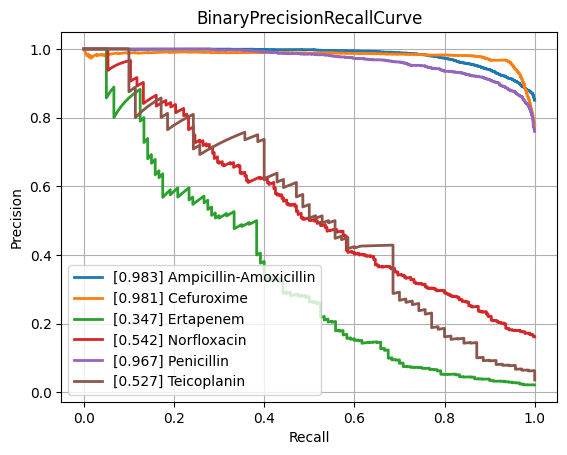 BinaryPrecisionRecallCurve
Precision
1.0
0.8
0.6
0.4
0.2
0.0
[0.983] Ampicillin-Amoxicillin
[0.981] Cefuroxime
[0.347] Ertapenem
[0.542] Norfloxacin
[0.967] Penicillin
[0.527] Teicoplanin
0.0 0.2 0.4 0.6 0.8 1.0
Recall